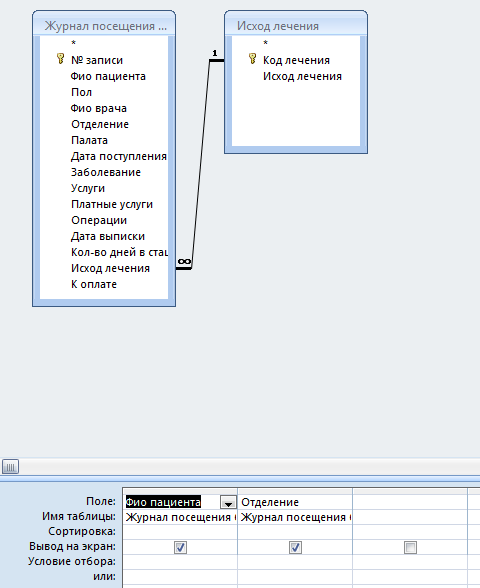 Журнал посещения ...
*
№ записи
Фио пациента
Пол
Фио врача
Отделение
Палата
Дата поступления
Заболевание
Услуги
Платные услуги
Операции
Дата выписки
Кол-во дней в стац
Исход лечения
К оплате
1
∞
Исход лечения
*
Код лечения
Исход лечения
Поле: Фио пациента Отделение
Имя таблицы: Журнал посещения Журнал посещения
Сортировка:
Вывод на экран:
Условие отбора:
или: